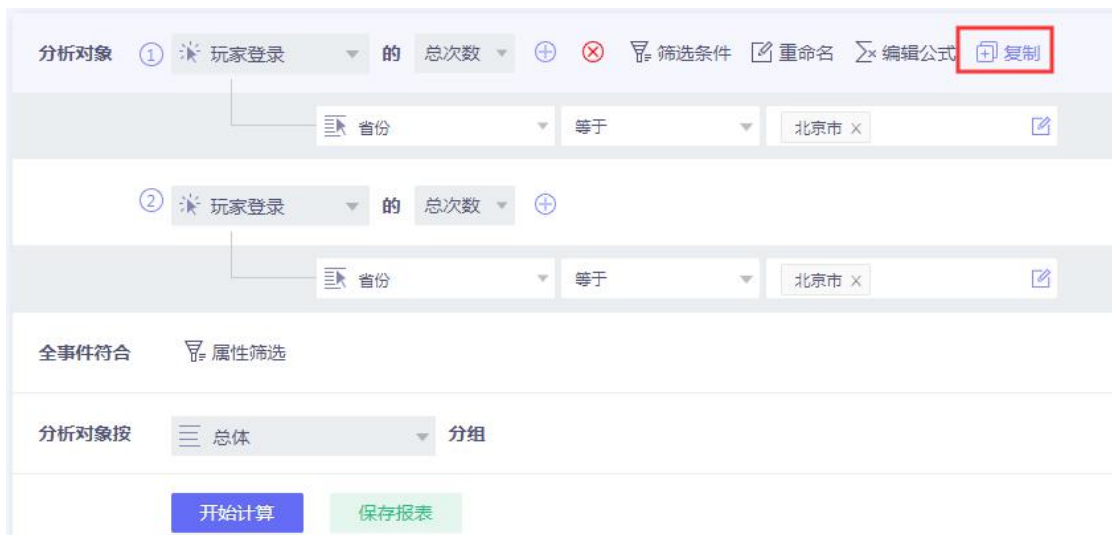 分析对象 ① 玩家登录 的 总次数 筛选条件 重命名 编辑公式 复制
省份 等于 北京市 ×
② 玩家登录 的 总次数
省份 等于 北京市 ×
全事件符合 属性筛选
分析对象按 总体 分组
开始计算 保存报表